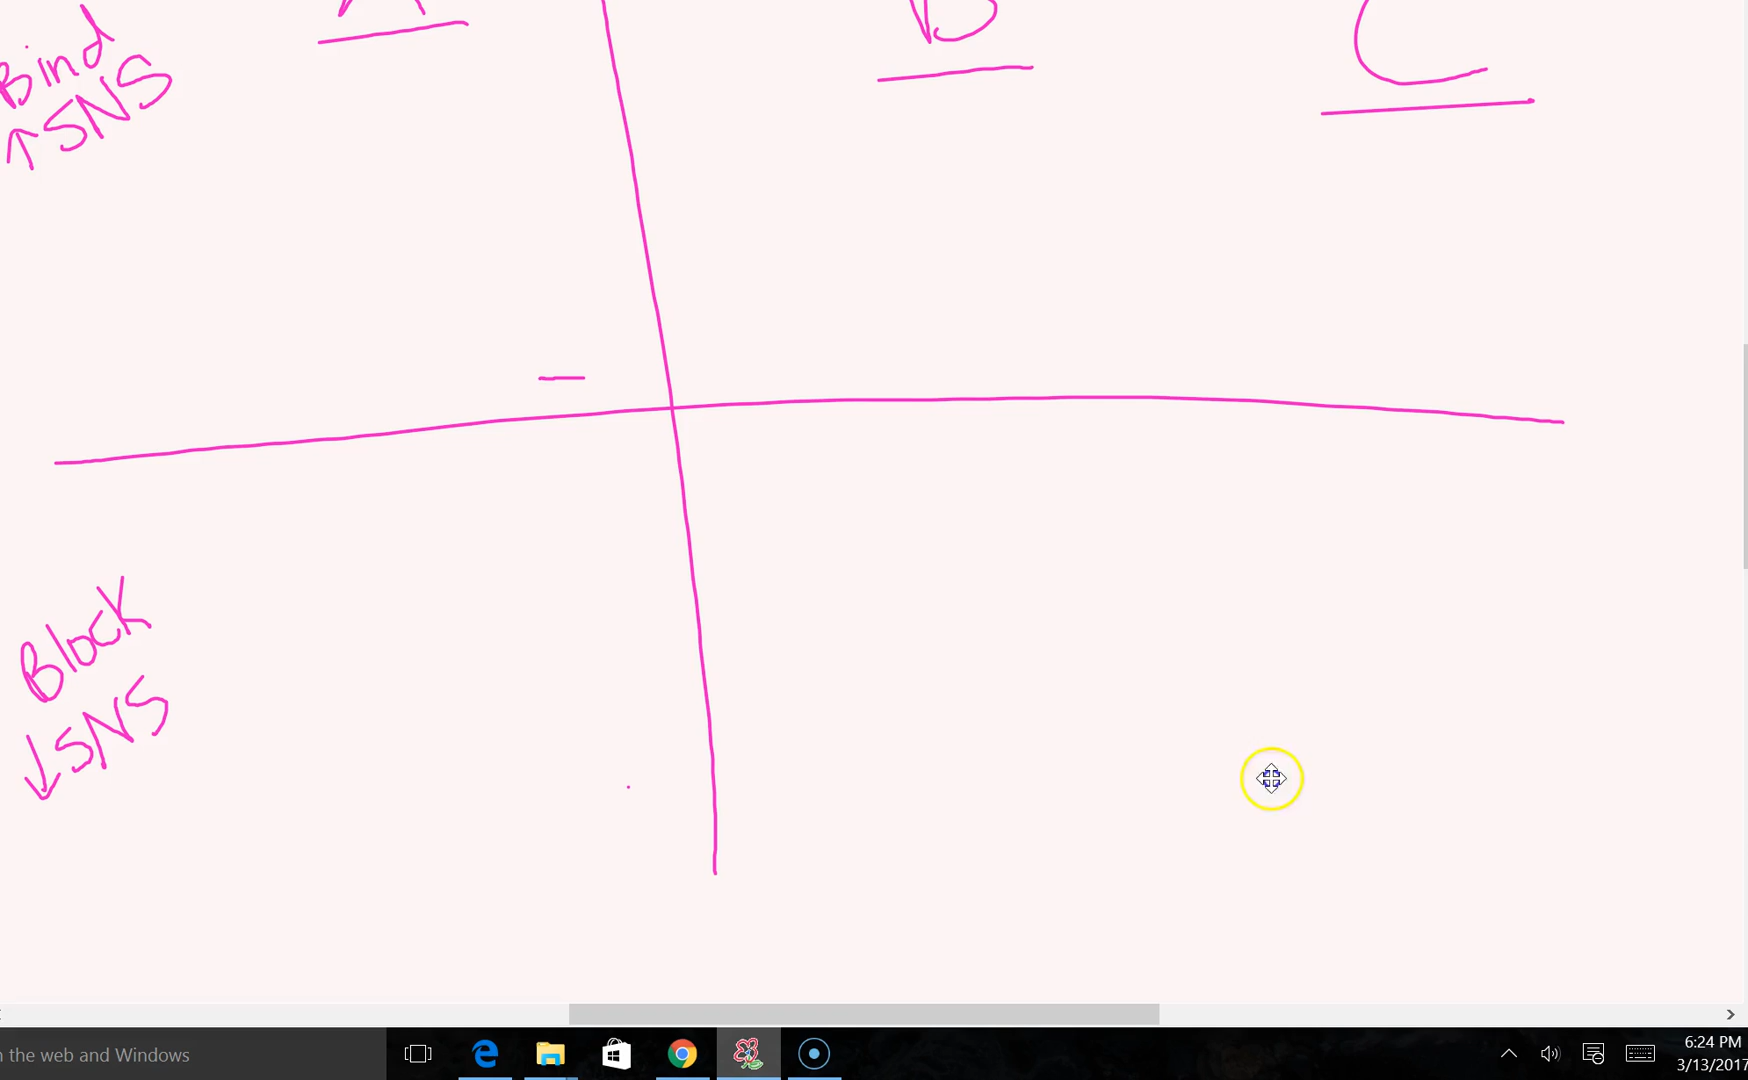 A B C
Bind
↑SNS
Block
↓SNS
n the web and Windows
6:24 PM
3/13/2017